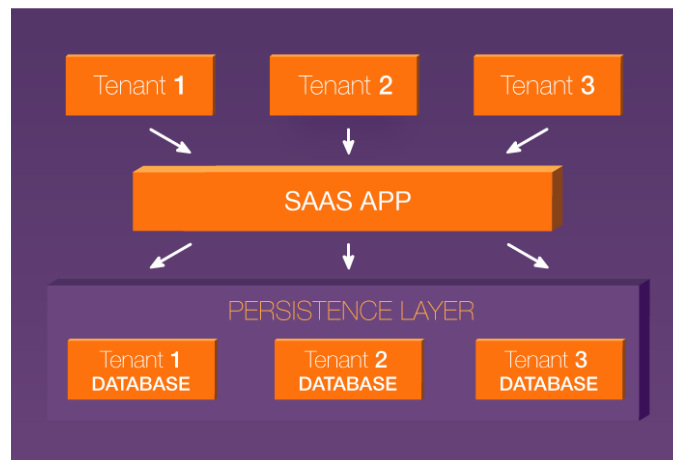 Tenant 1
Tenant 2
Tenant 3
SAAS APP
PERSISTENCE LAYER
Tenant 1
DATABASE
Tenant 2
DATABASE
Tenant 3
DATABASE